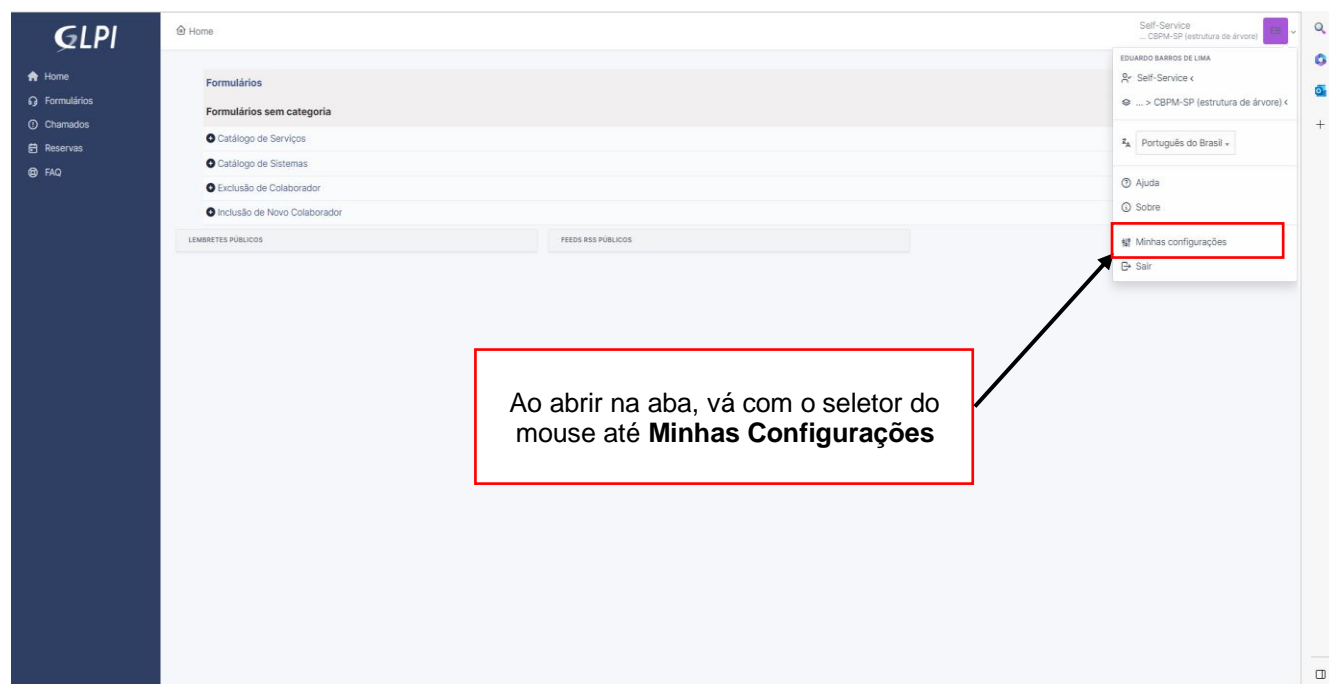 GLPI
Home
Formulários
Chamados
Reservas
FAQ
Home
Self-Service
... CBPM-SP (estrutura de árvore)
Formulários
Formulários sem categoria
Catálogo de Serviços
Catálogo de Sistemas
Exclusão de Colaborador
Inclusão de Novo Colaborador
LEMBRETES PÚBLICOS
FEEDS RSS PÚBLICOS
EDUARDO BARROS DE LIMA
Self-Service
... > CBPM-SP (estrutura de árvore)
Português do Brasil
Ajuda
Sobre
Minhas configurações
Sair
Ao abrir na aba, vá com o seletor do
mouse até Minhas Configurações